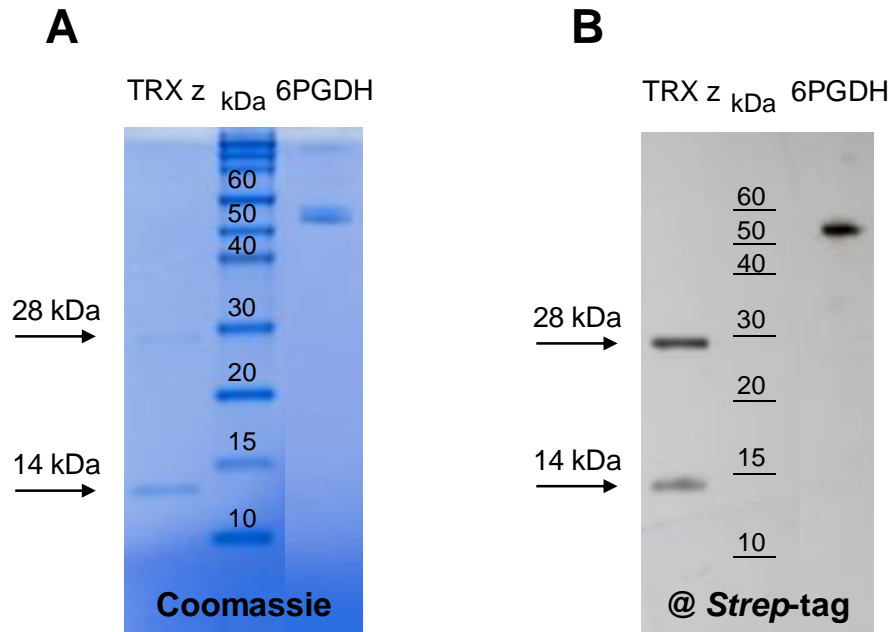 A
TRX z kDa 6PGDH
60
50
40
28 kDa
30
20
15
14 kDa
10
Coomassie
B
TRX z kDa 6PGDH
60
50
40
28 kDa
30
20
15
14 kDa
10
@ Strep-tag